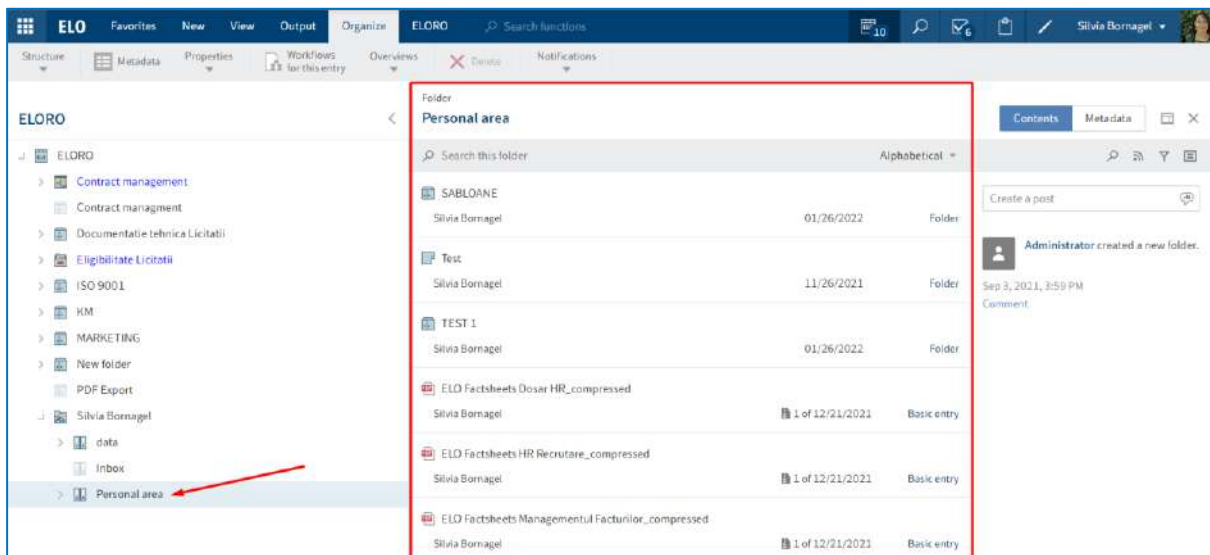 ELO Favorites New View Output Organize ELORO Search functions 10 6 Silvia Bornagel
Structure Metadata Properties Workflows for this entry Overviews Delete Notifications
ELORO
ELORO
Contract management
Contract managment
Documentatie tehnica Licitatii
Eligibilitate Licitatii
ISO 9001
KM
MARKETING
New folder
PDF Export
Silvia Bornagel
data
Inbox
Personal area
Folder
Personal area
Search this folder Alphabetical
SABLOANE
Silvia Bornagel 01/26/2022 Folder
Test
Silvia Bornagel 11/26/2021 Folder
TEST 1
Silvia Bornagel 01/26/2022 Folder
ELO Factsheets Dosar HR_compressed
Silvia Bornagel 1 of 12/21/2021 Basic entry
ELO Factsheets HR Recrutare_compressed
Silvia Bornagel 1 of 12/21/2021 Basic entry
ELO Factsheets Managementul Facturilor_compressed
Silvia Bornagel 1 of 12/21/2021 Basic entry
Contents Metadata
Create a post
Administrator created a new folder.
Sep 3, 2021, 3:59 PM
Comment